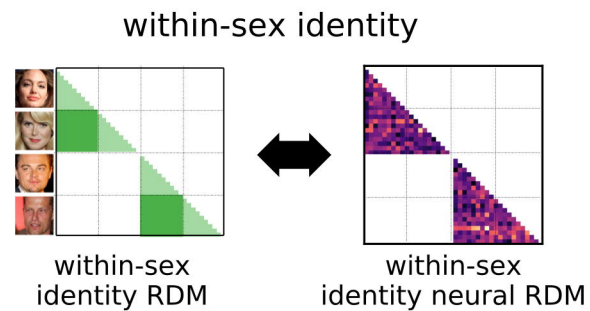 within-sex identity
within-sex
identity RDM
within-sex
identity neural RDM